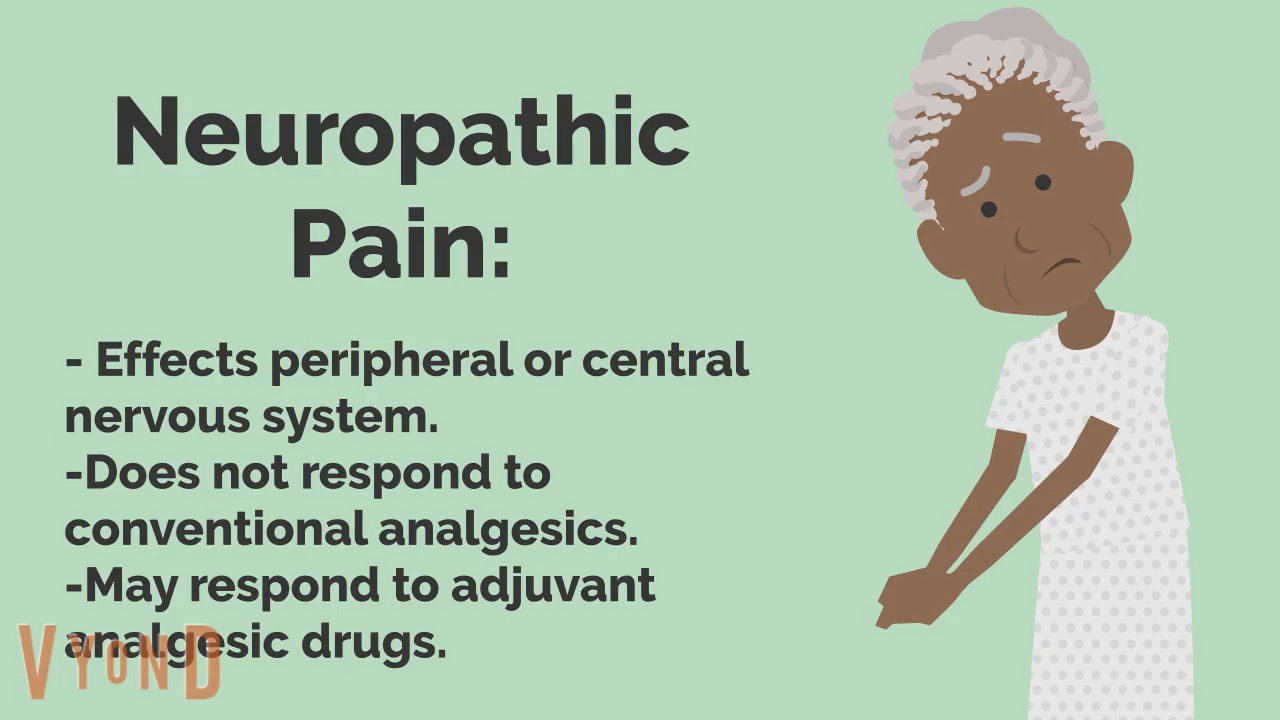 Neuropathic
Pain:
- Effects peripheral or central
nervous system.
-Does not respond to
conventional analgesics.
-May respond to adjuvant
analgesic drugs.
VYOND